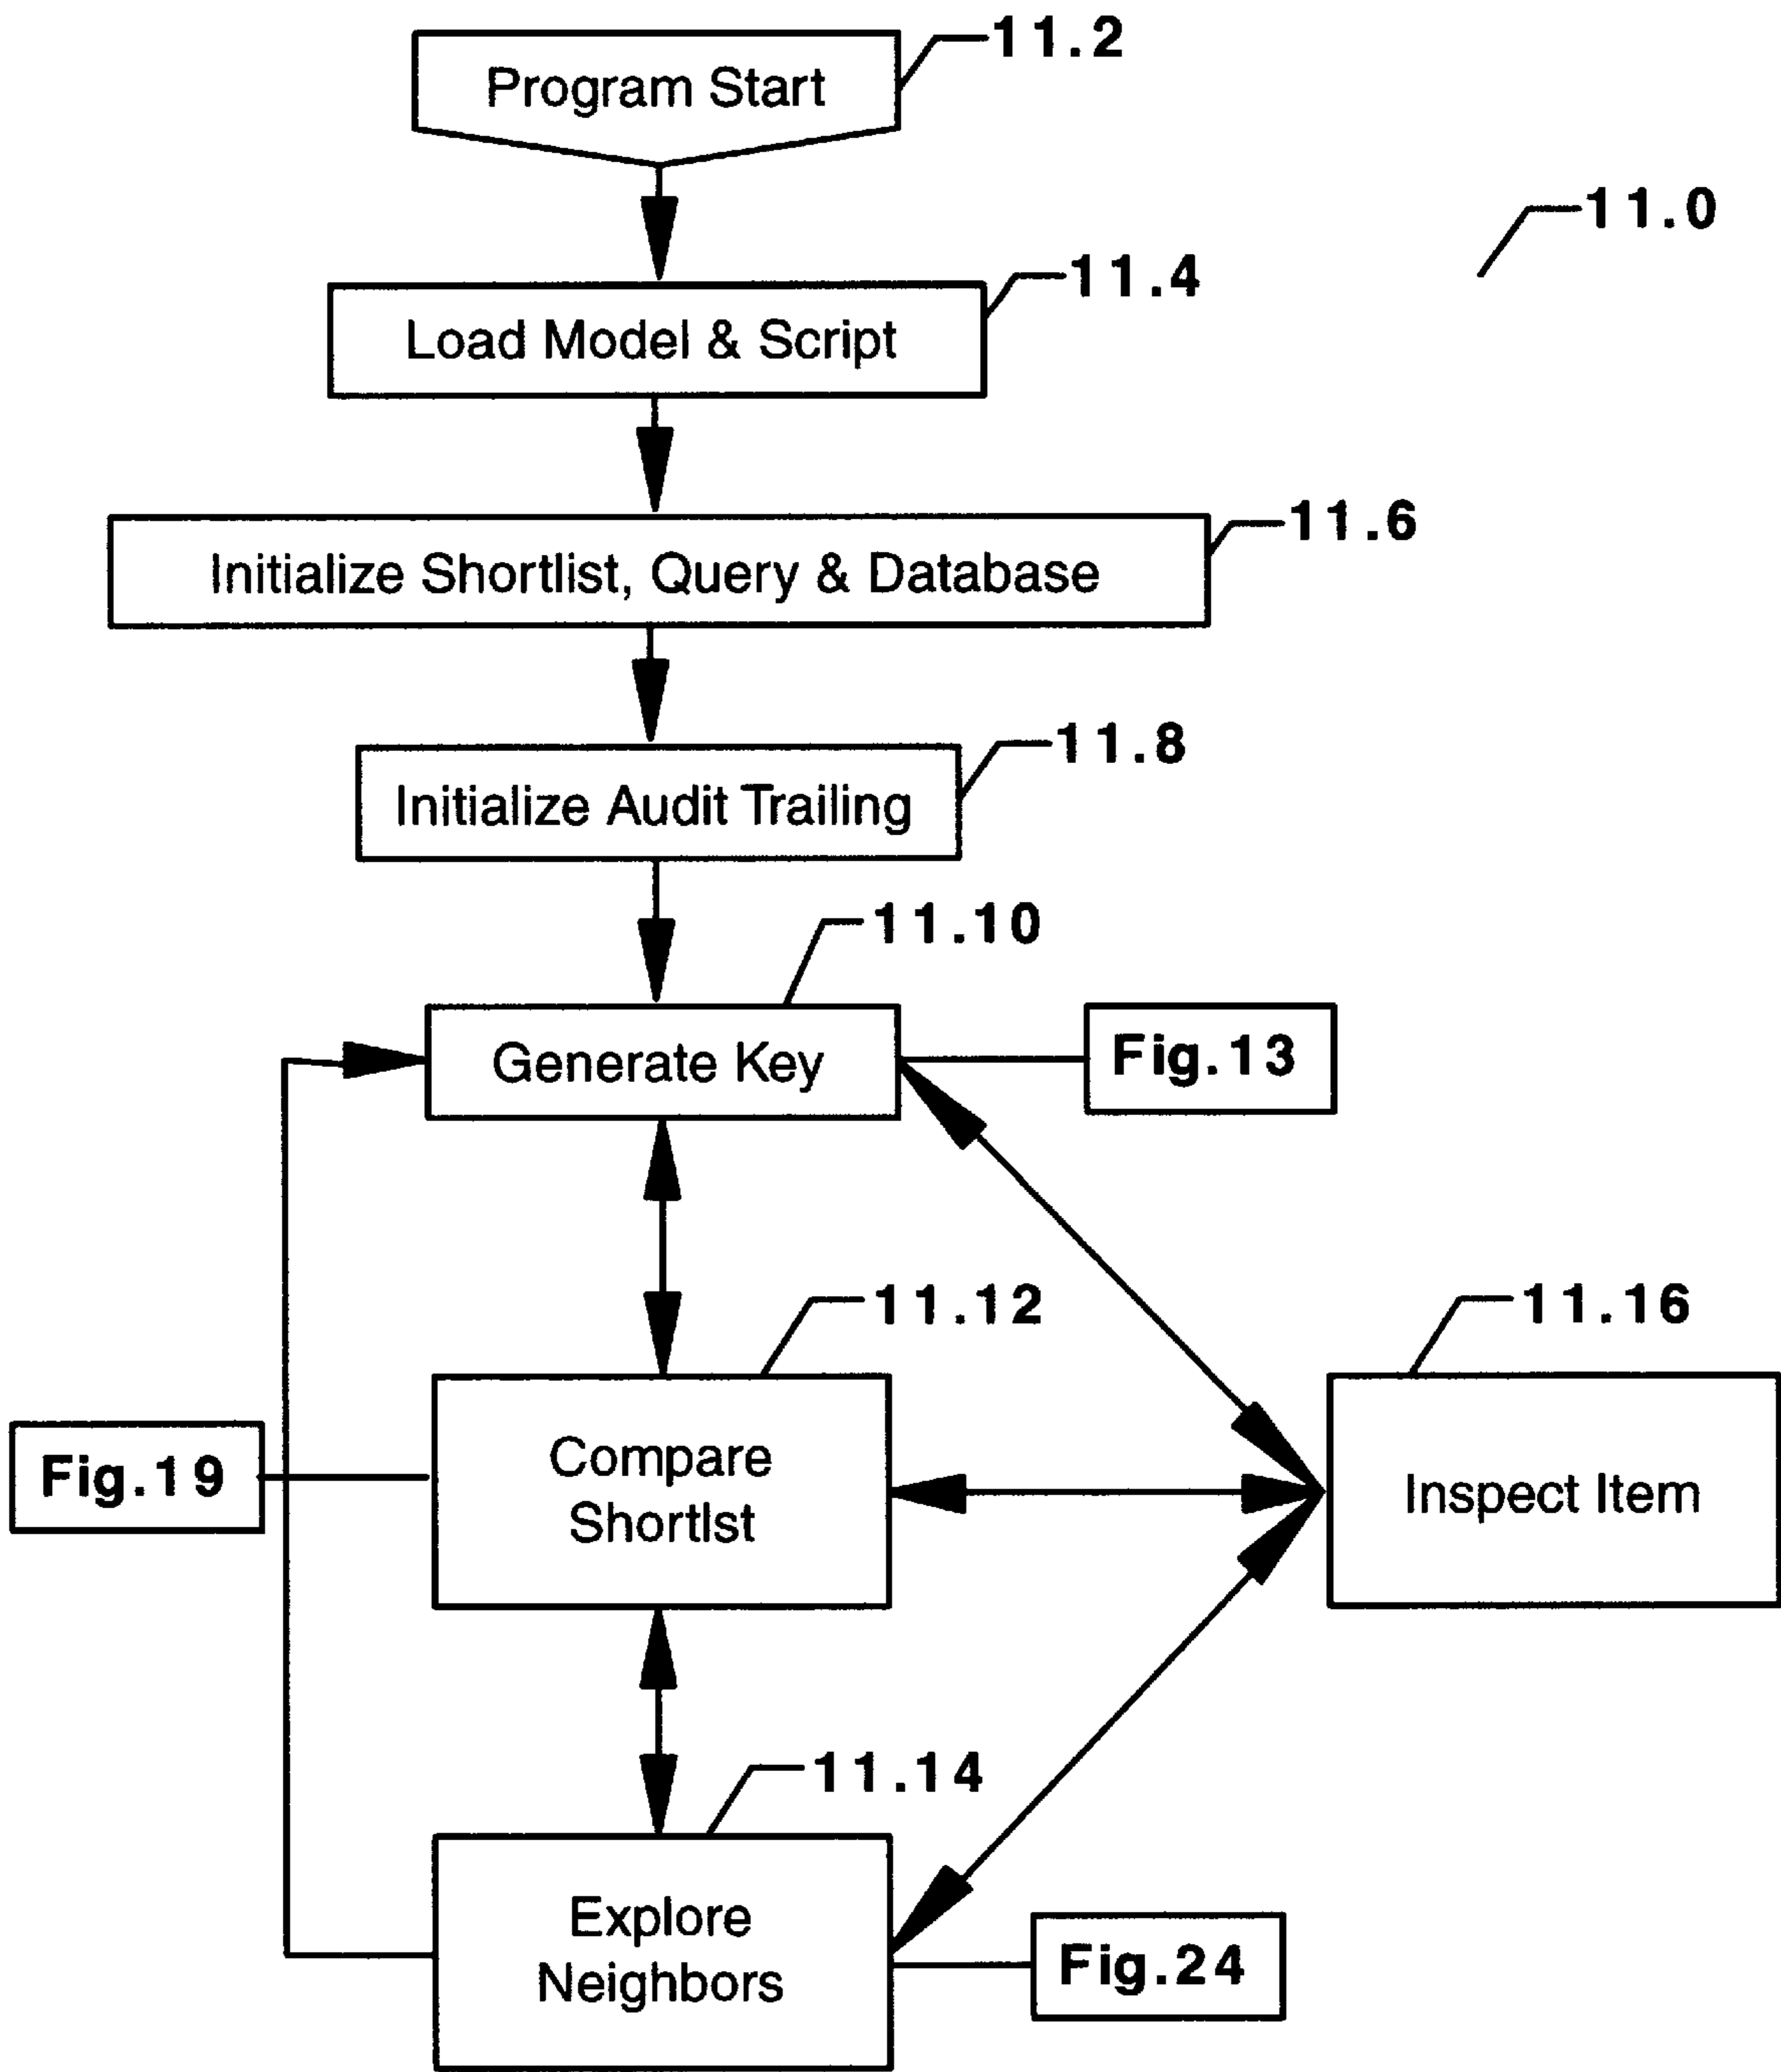 11.2
Program Start
11.0
11.4
Load Model & Script
11.6
Initialize Shortlist, Query & Database
11.8
Initialize Audit Trailing
11.10
Generate Key
Fig.13
11.12
11.16
Compare
Shortlst
Fig.19
Inspect Item
11.14
Explore
Neighbors
Fig.24